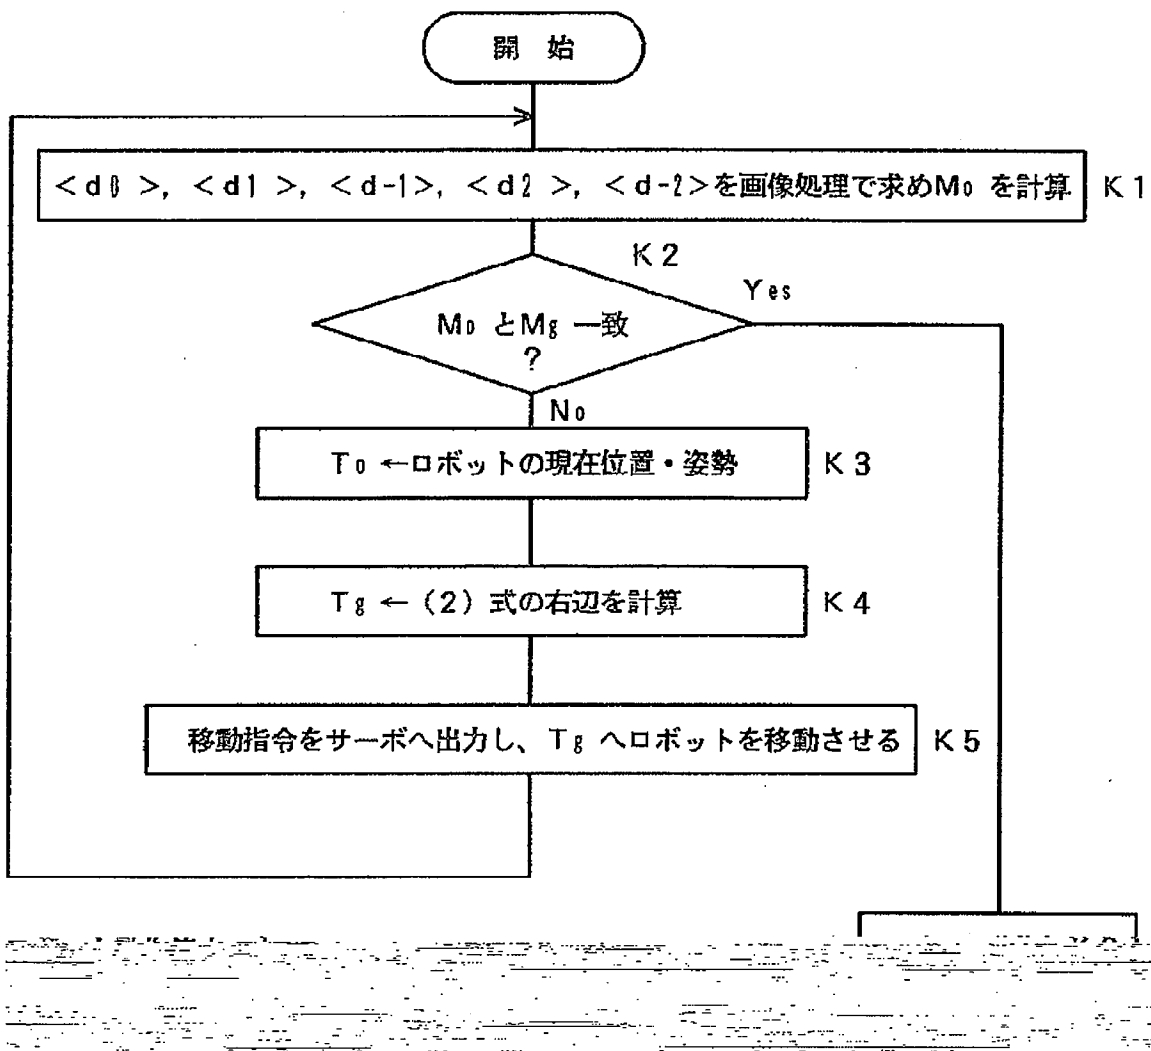 開 始
<d0>, <d1>, <d-1>, <d2>, <d-2>を画像処理で求めM0 を計算 K1
K2
Yes
M0 とMg 一致
?
No
T0 ←ロボットの現在位置・姿勢 K3
Tg ←(2)式の右辺を計算 K4
移動指令をサーボへ出力し、Tg へロボットを移動させる K5